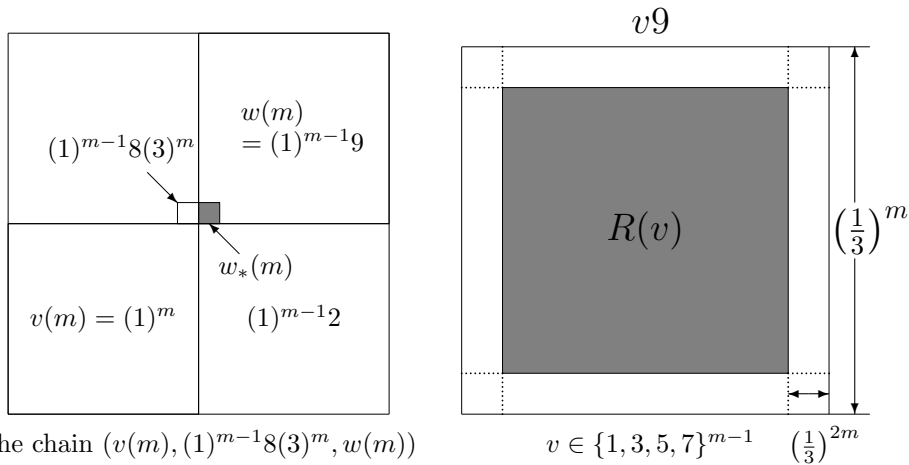 v9
w(m)
= (1)^{m−1}9
(1)^{m−1}8(3)^m
w_*(m)
v(m) = (1)^m
(1)^{m−1}2
R(v)
(1/3)^m
he chain (v(m), (1)^{m−1}8(3)^m, w(m))
v ∈ {1, 3, 5, 7}^{m−1}
(1/3)^{2m}